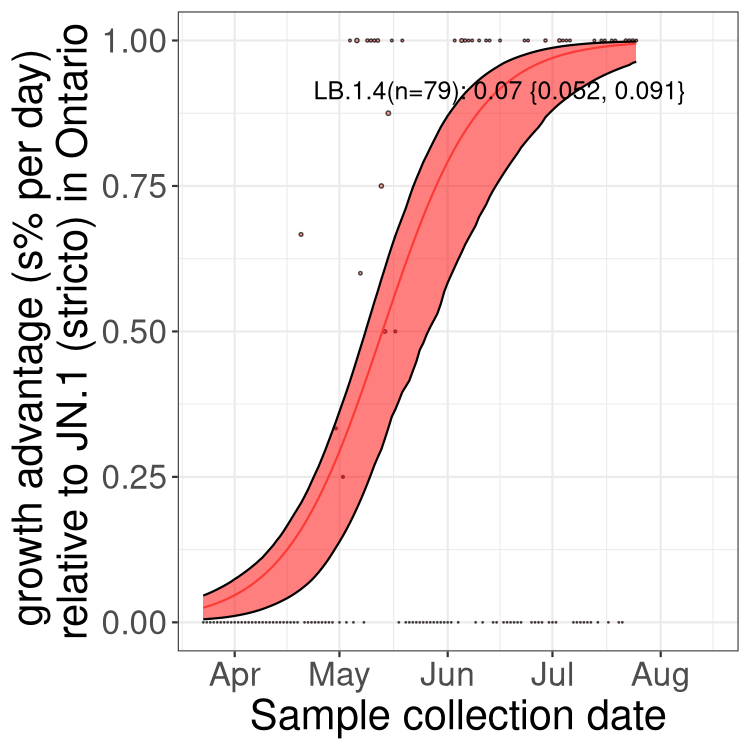 growth advantage (s% per day)
relative to JN.1 (stricto) in Ontario
1.00
0.75
0.50
0.25
0.00
LB.1.4(n=79): 0.07 {0.052, 0.091}
Apr May Jun Jul Aug
Sample collection date